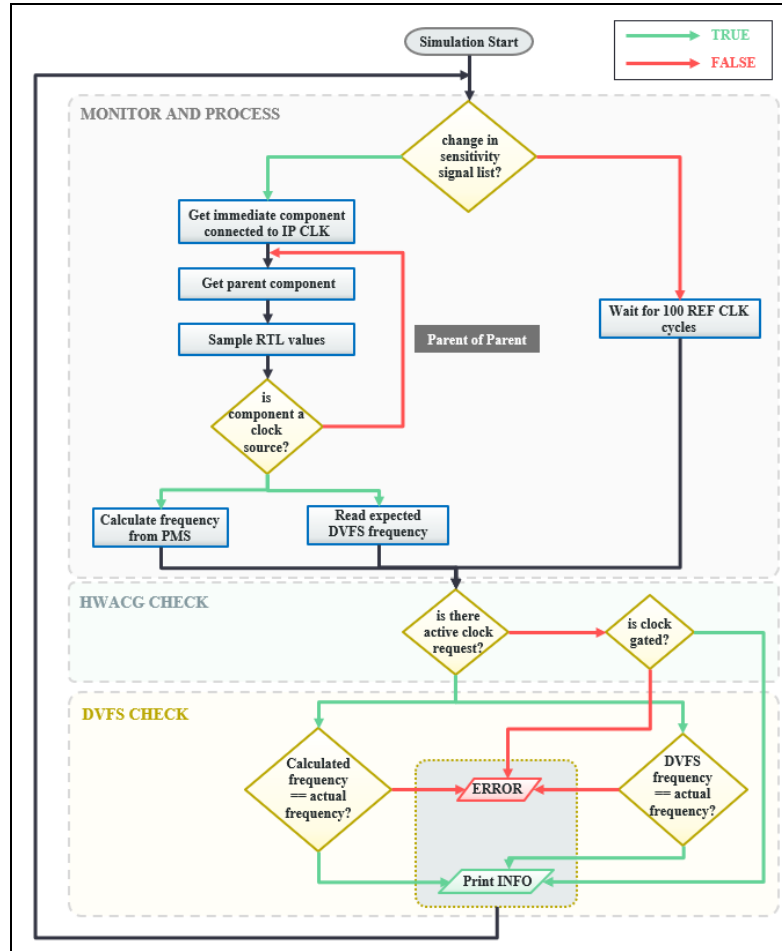 Simulation Start
TRUE
FALSE
MONITOR AND PROCESS
change in
sensitivity
signal list?
Get immediate component
connected to IP CLK
Get parent component
Sample RTL values
Parent of Parent
Wait for 100 REF CLK
cycles
is
component a
clock
source?
Calculate frequency
from PMS
Read expected
DVFS frequency
HWACG CHECK
is there
active clock
request?
is clock
gated?
DVFS CHECK
Calculated
frequency
== actual
frequency?
ERROR
DVFS
frequency
== actual
frequency?
Print INFO